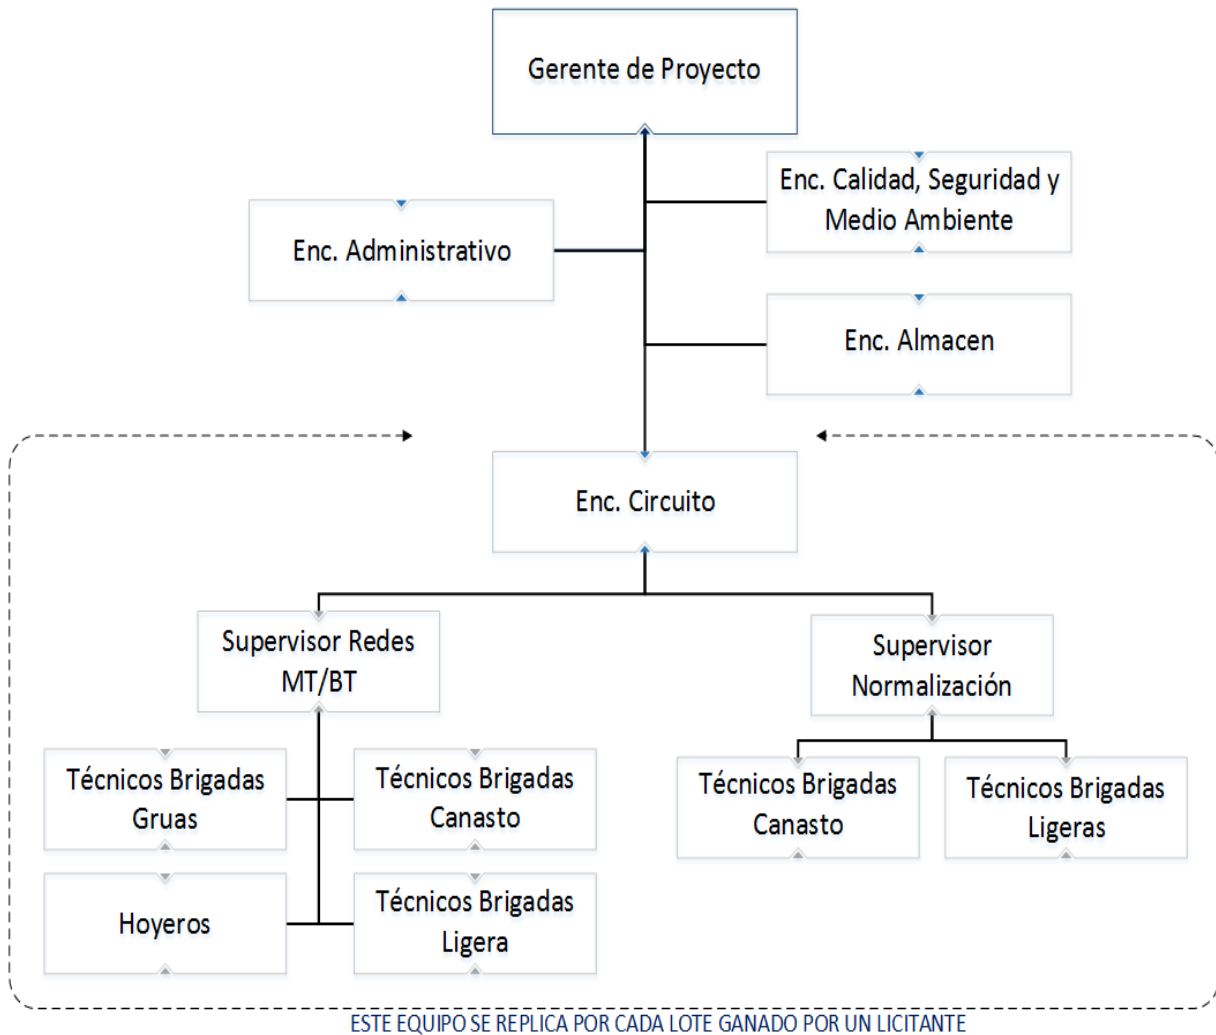 Gerente de Proyecto
Enc. Calidad, Seguridad y
Medio Ambiente
Enc. Administrativo
Enc. Almacen
Enc. Circuito
Supervisor Redes
MT/BT
Supervisor
Normalización
Técnicos Brigadas
Gruas
Técnicos Brigadas
Canasto
Técnicos Brigadas
Canasto
Técnicos Brigadas
Ligeras
Hoyeros
Técnicos Brigadas
Ligera
ESTE EQUIPO SE REPLICA POR CADA LOTE GANADO POR UN LICITANTE